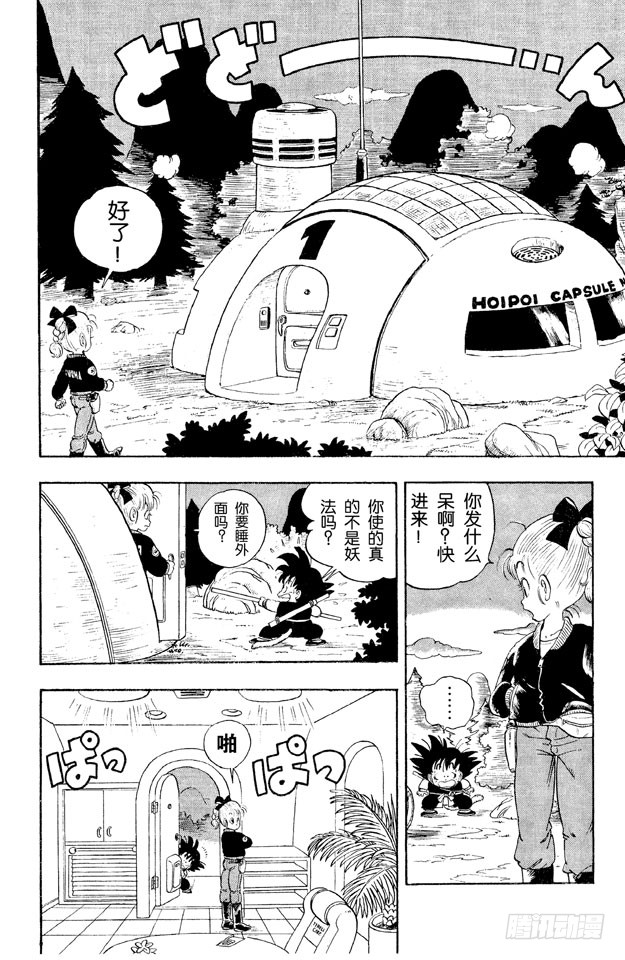 どどーん
好了！
1
HOIPOI CAPSULE
你发什么
呆啊？快
进来！
……
你使的真
的不是妖
法吗？
你要睡外
面吗？
啪
ぱっ
ぱっ
腾讯动漫